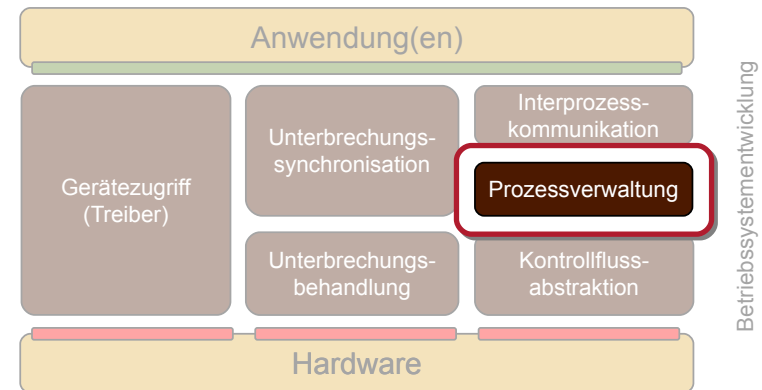 Anwendung(en)
Gerätezugriff
(Treiber)
Unterbrechungs-
synchronisation
Interprozess-
kommunikation
Prozessverwaltung
Unterbrechungs-
behandlung
Kontrollfluss-
abstraktion
Hardware
Betriebssystementwicklung